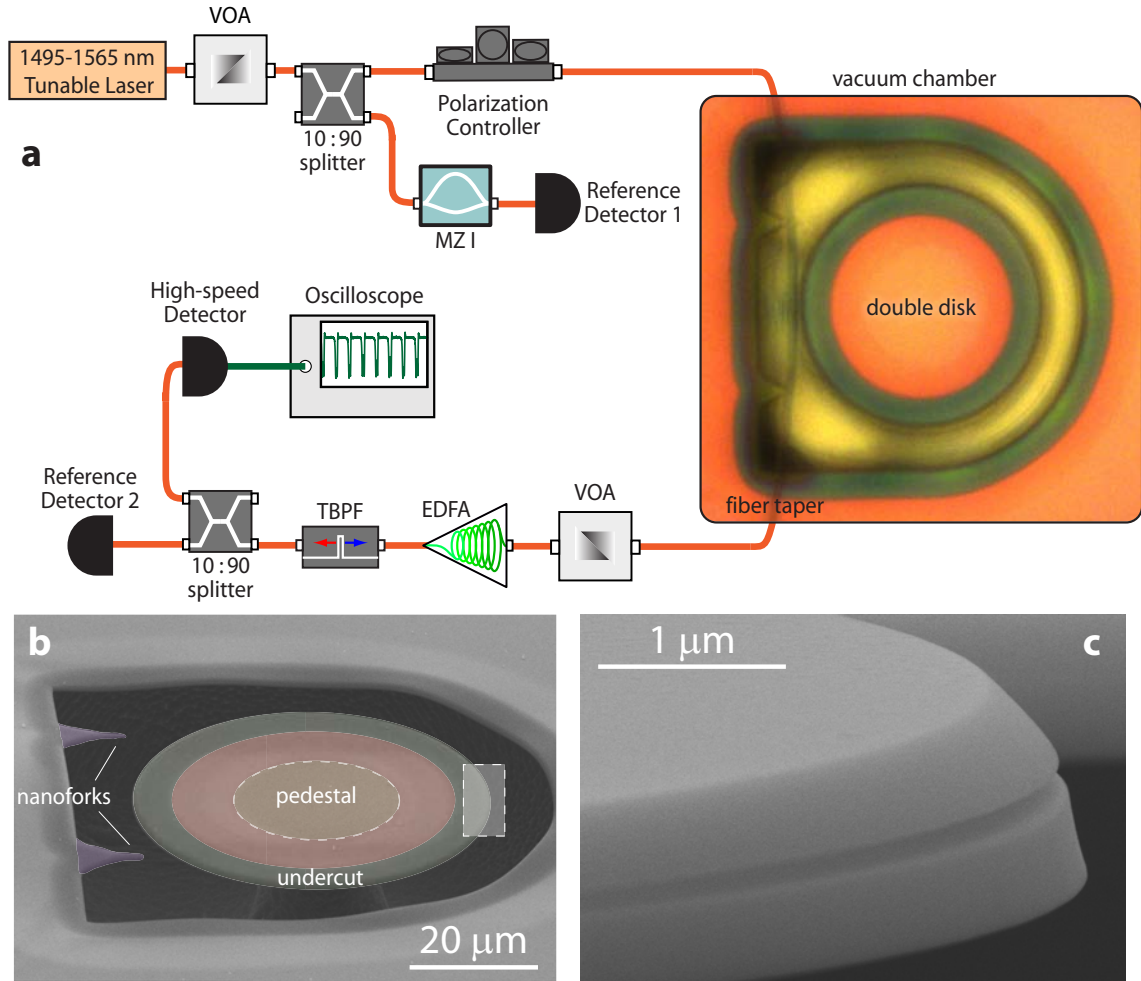 VOA
1495-1565 nm
Tunable Laser
10 : 90
splitter
Polarization
Controller
vacuum chamber
a
MZ I
Reference
Detector 1
double disk
High-speed
Detector
Oscilloscope
Reference
Detector 2
10 : 90
splitter
TBPF
EDFA
VOA
fiber taper
b
nanoforks
pedestal
undercut
20 μm
1 μm
c